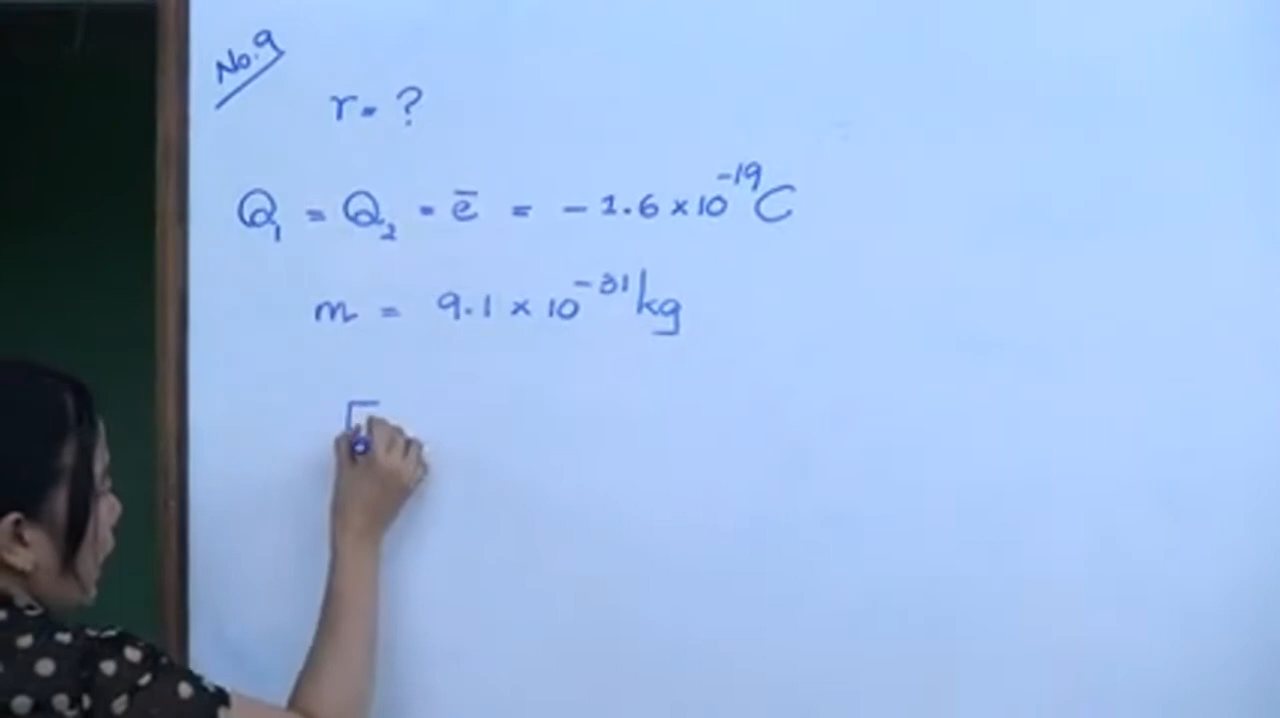 No.9
r = ?
Q₁ = Q₂ = e̅ = - 1.6 × 10⁻¹⁹ C
m = 9.1 × 10⁻³¹ kg
F